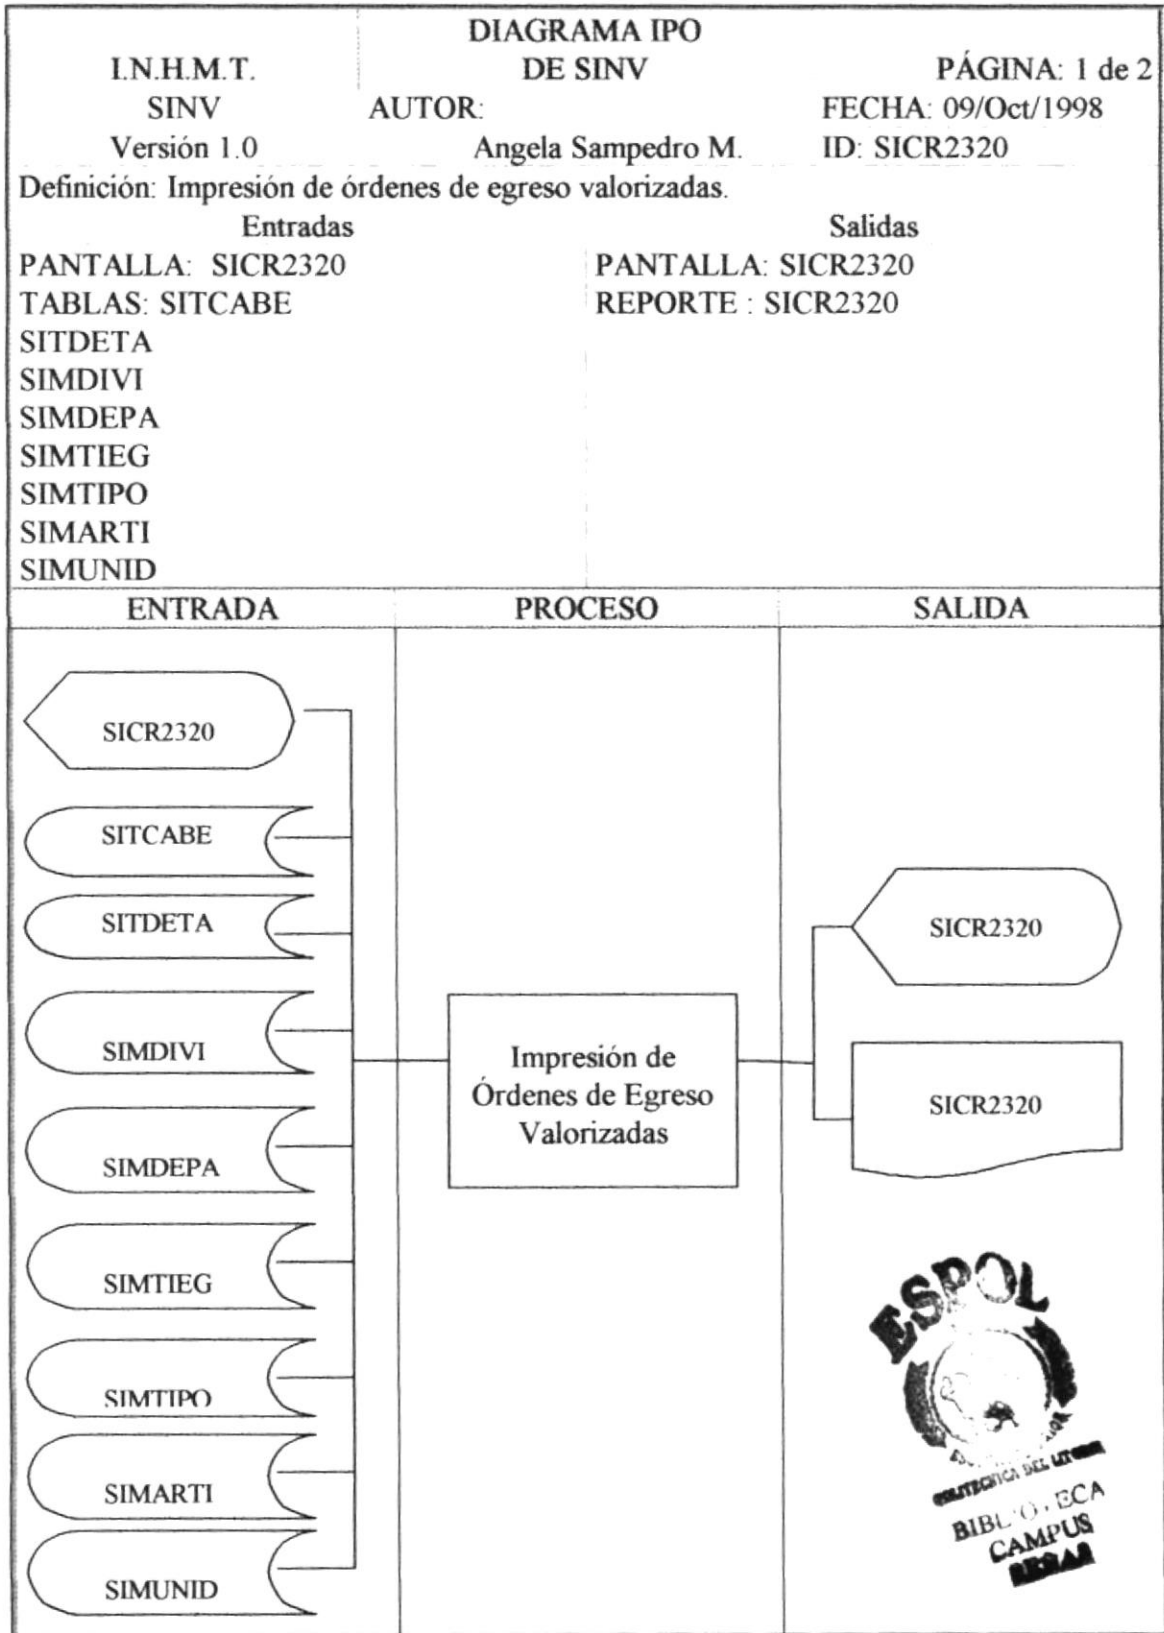 DIAGRAMA IPO
I.N.H.M.T. DE SINV PÁGINA: 1 de 2
SINV AUTOR: FECHA: 09/Oct/1998
Versión 1.0 Angela Sampedro M. ID: SICR2320
Definición: Impresión de órdenes de egreso valorizadas.
Entradas Salidas
PANTALLA: SICR2320 PANTALLA: SICR2320
TABLAS: SITCABE REPORTE : SICR2320
SITDETA
SIMDIVI
SIMDEPA
SIMTIEG
SIMTIPO
SIMARTI
SIMUNID
ENTRADA PROCESO SALIDA
SICR2320
SITCABE
SITDETA
SIMDIVI
SIMDEPA
SIMTIEG
SIMTIPO
SIMARTI
SIMUNID
Impresión de
Órdenes de Egreso
Valorizadas
SICR2320
SICR2320
ESPOL
POLITECNICA DEL LITORAL
CAMPUS